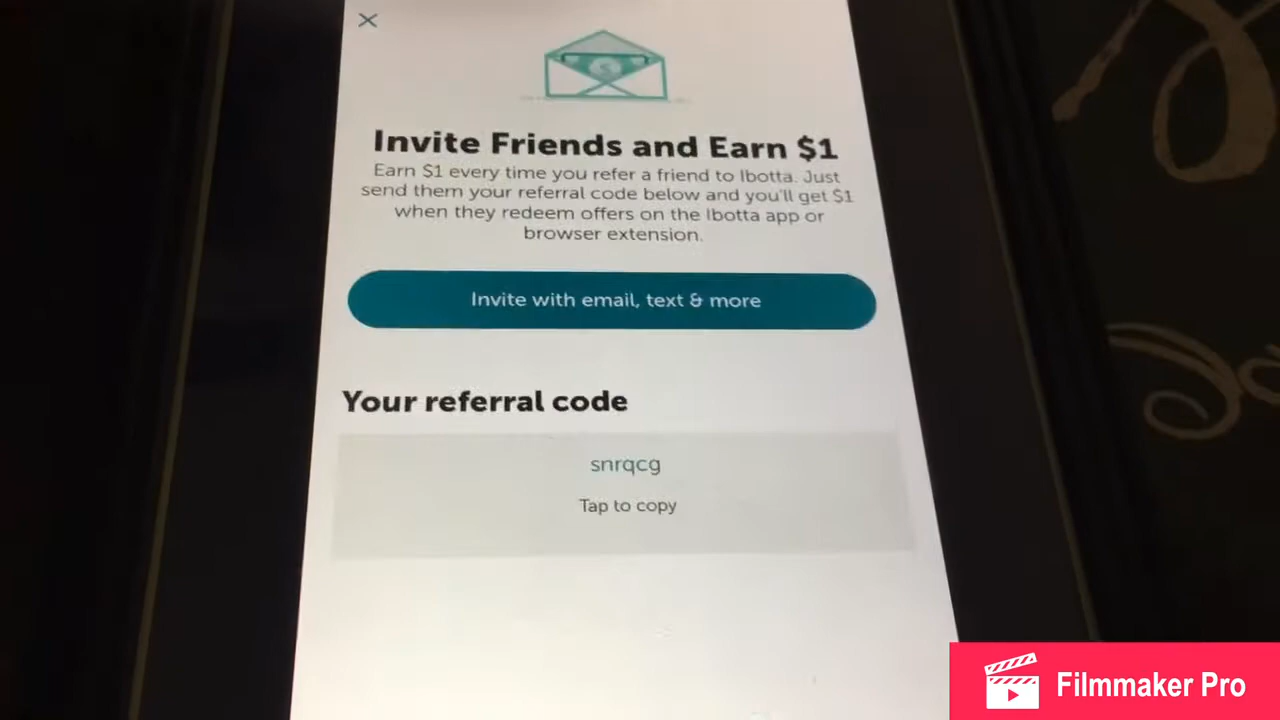 Invite Friends and Earn $1
Earn $1 every time you refer a friend to Ibotta. Just
send them your referral code below and you'll get $1
when they redeem offers on the Ibotta app or
browser extension.
Invite with email, text & more
Your referral code
snrqcg
Tap to copy
Filmmaker Pro